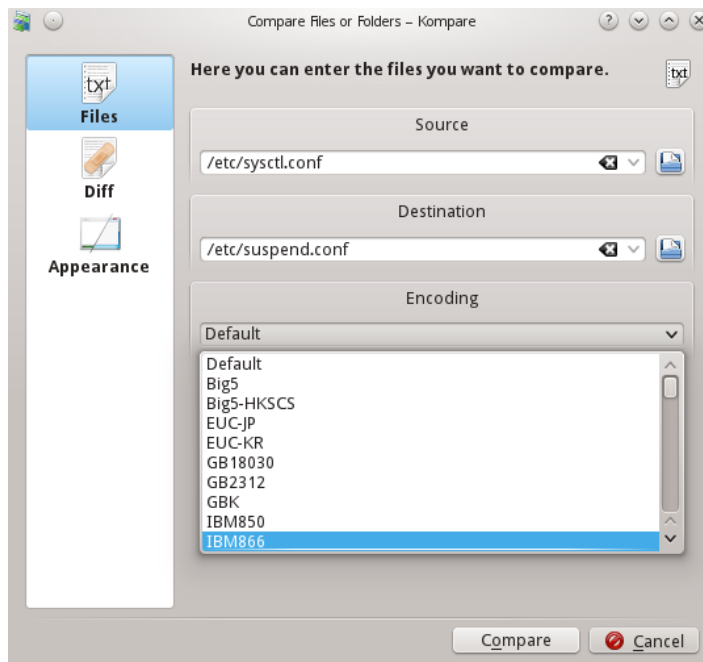 Compare Files or Folders – Kompare
Files
Diff
Appearance
Here you can enter the files you want to compare.
txt
txt
Source
/etc/sysctl.conf
Destination
/etc/suspend.conf
Encoding
Default
Default
Big5
Big5-HKSCS
EUC-JP
EUC-KR
GB18030
GB2312
GBK
IBM850
IBM866
Compare
Cancel